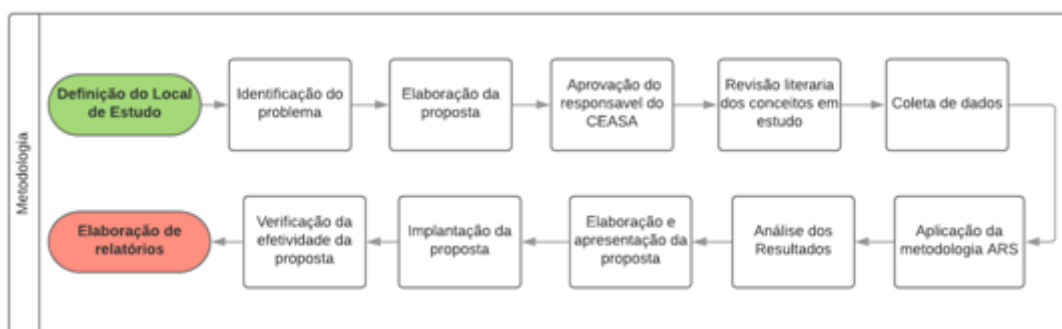 Metodologia
Definição do Local
de Estudo
Identificação do
problema
Elaboração da
proposta
Aprovação do
responsavel do
CEASA
Revisão literaria
dos conceitos em
estudo
Coleta de dados
Aplicação da
metodologia ARS
Análise dos
Resultados
Elaboração e
apresentação da
proposta
Implantação da
proposta
Verificação da
efetividade da
proposta
Elaboração de
relatórios